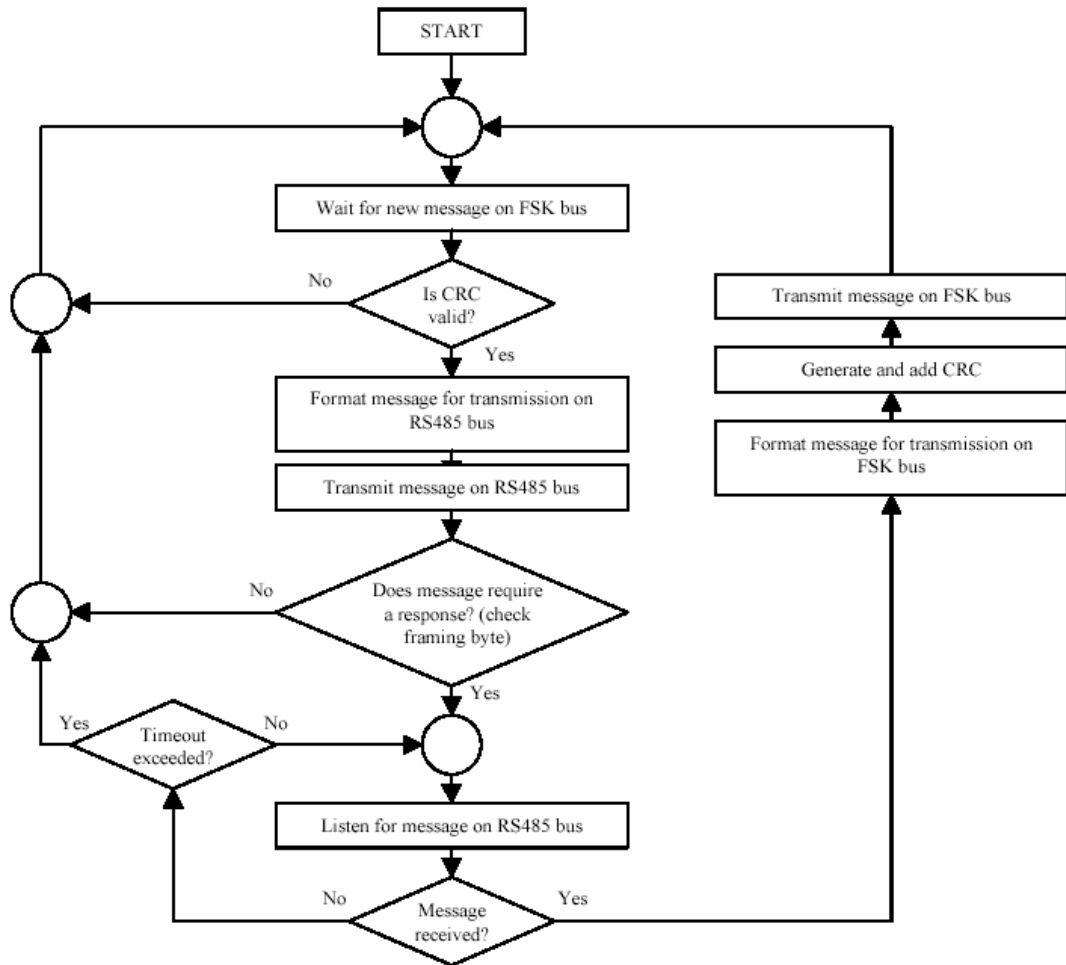 START
Wait for new message on FSK bus
No
Is CRC
valid?
Yes
Transmit message on FSK bus
Generate and add CRC
Format message for transmission on
FSK bus
Format message for transmission on
RS485 bus
Transmit message on RS485 bus
No
Does message require
a response? (check
framing byte)
Yes
Yes
Timeout
exceeded?
No
Listen for message on RS485 bus
No
Message
received?
Yes